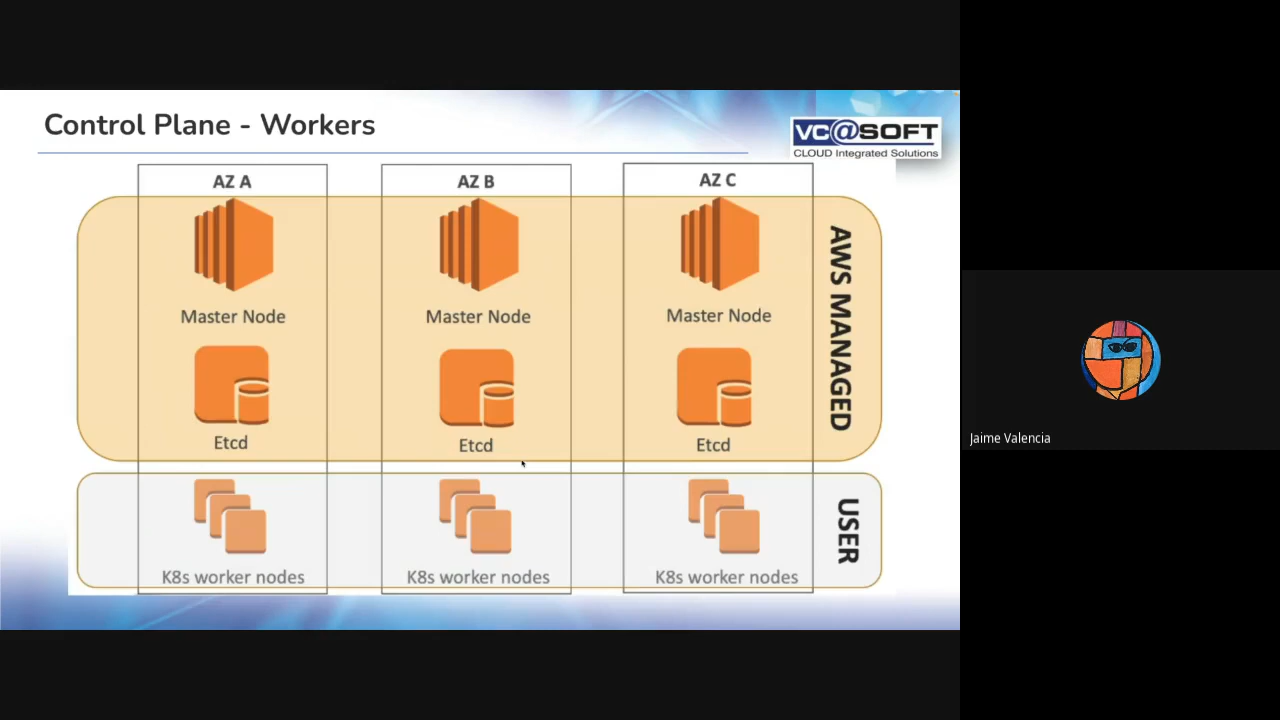 Control Plane - Workers
VC@SOFT
CLOUD Integrated Solutions
AZ A
AZ B
AZ C
Master Node
Master Node
Master Node
AWS MANAGED
Etcd
Etcd
Etcd
K8s worker nodes
K8s worker nodes
K8s worker nodes
USER
Jaime Valencia